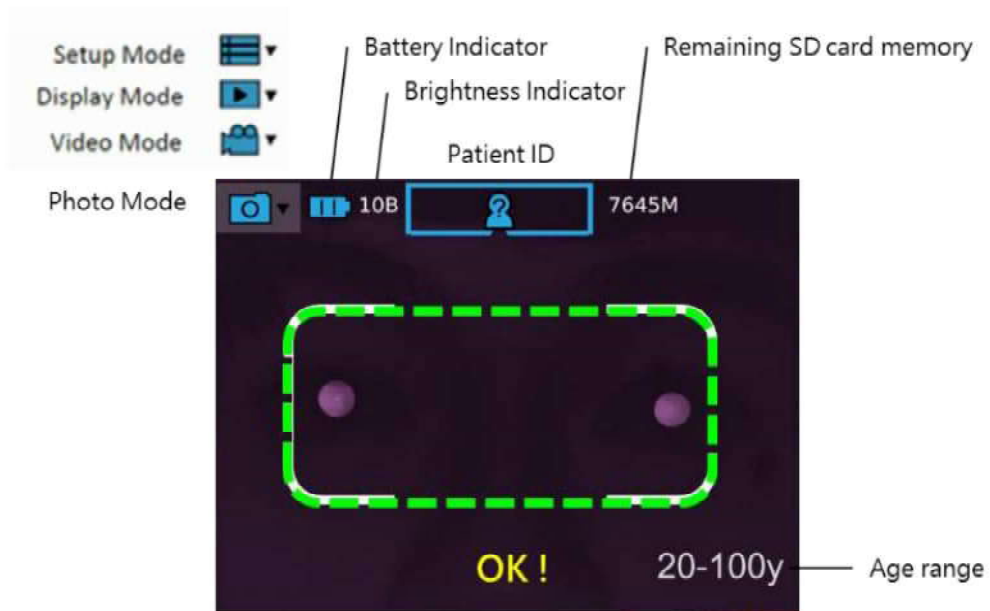 Setup Mode
Battery Indicator
Remaining SD card memory
Display Mode
Brightness Indicator
Video Mode
Patient ID
Photo Mode
10B
?
7645M
OK !
20-100y
Age range